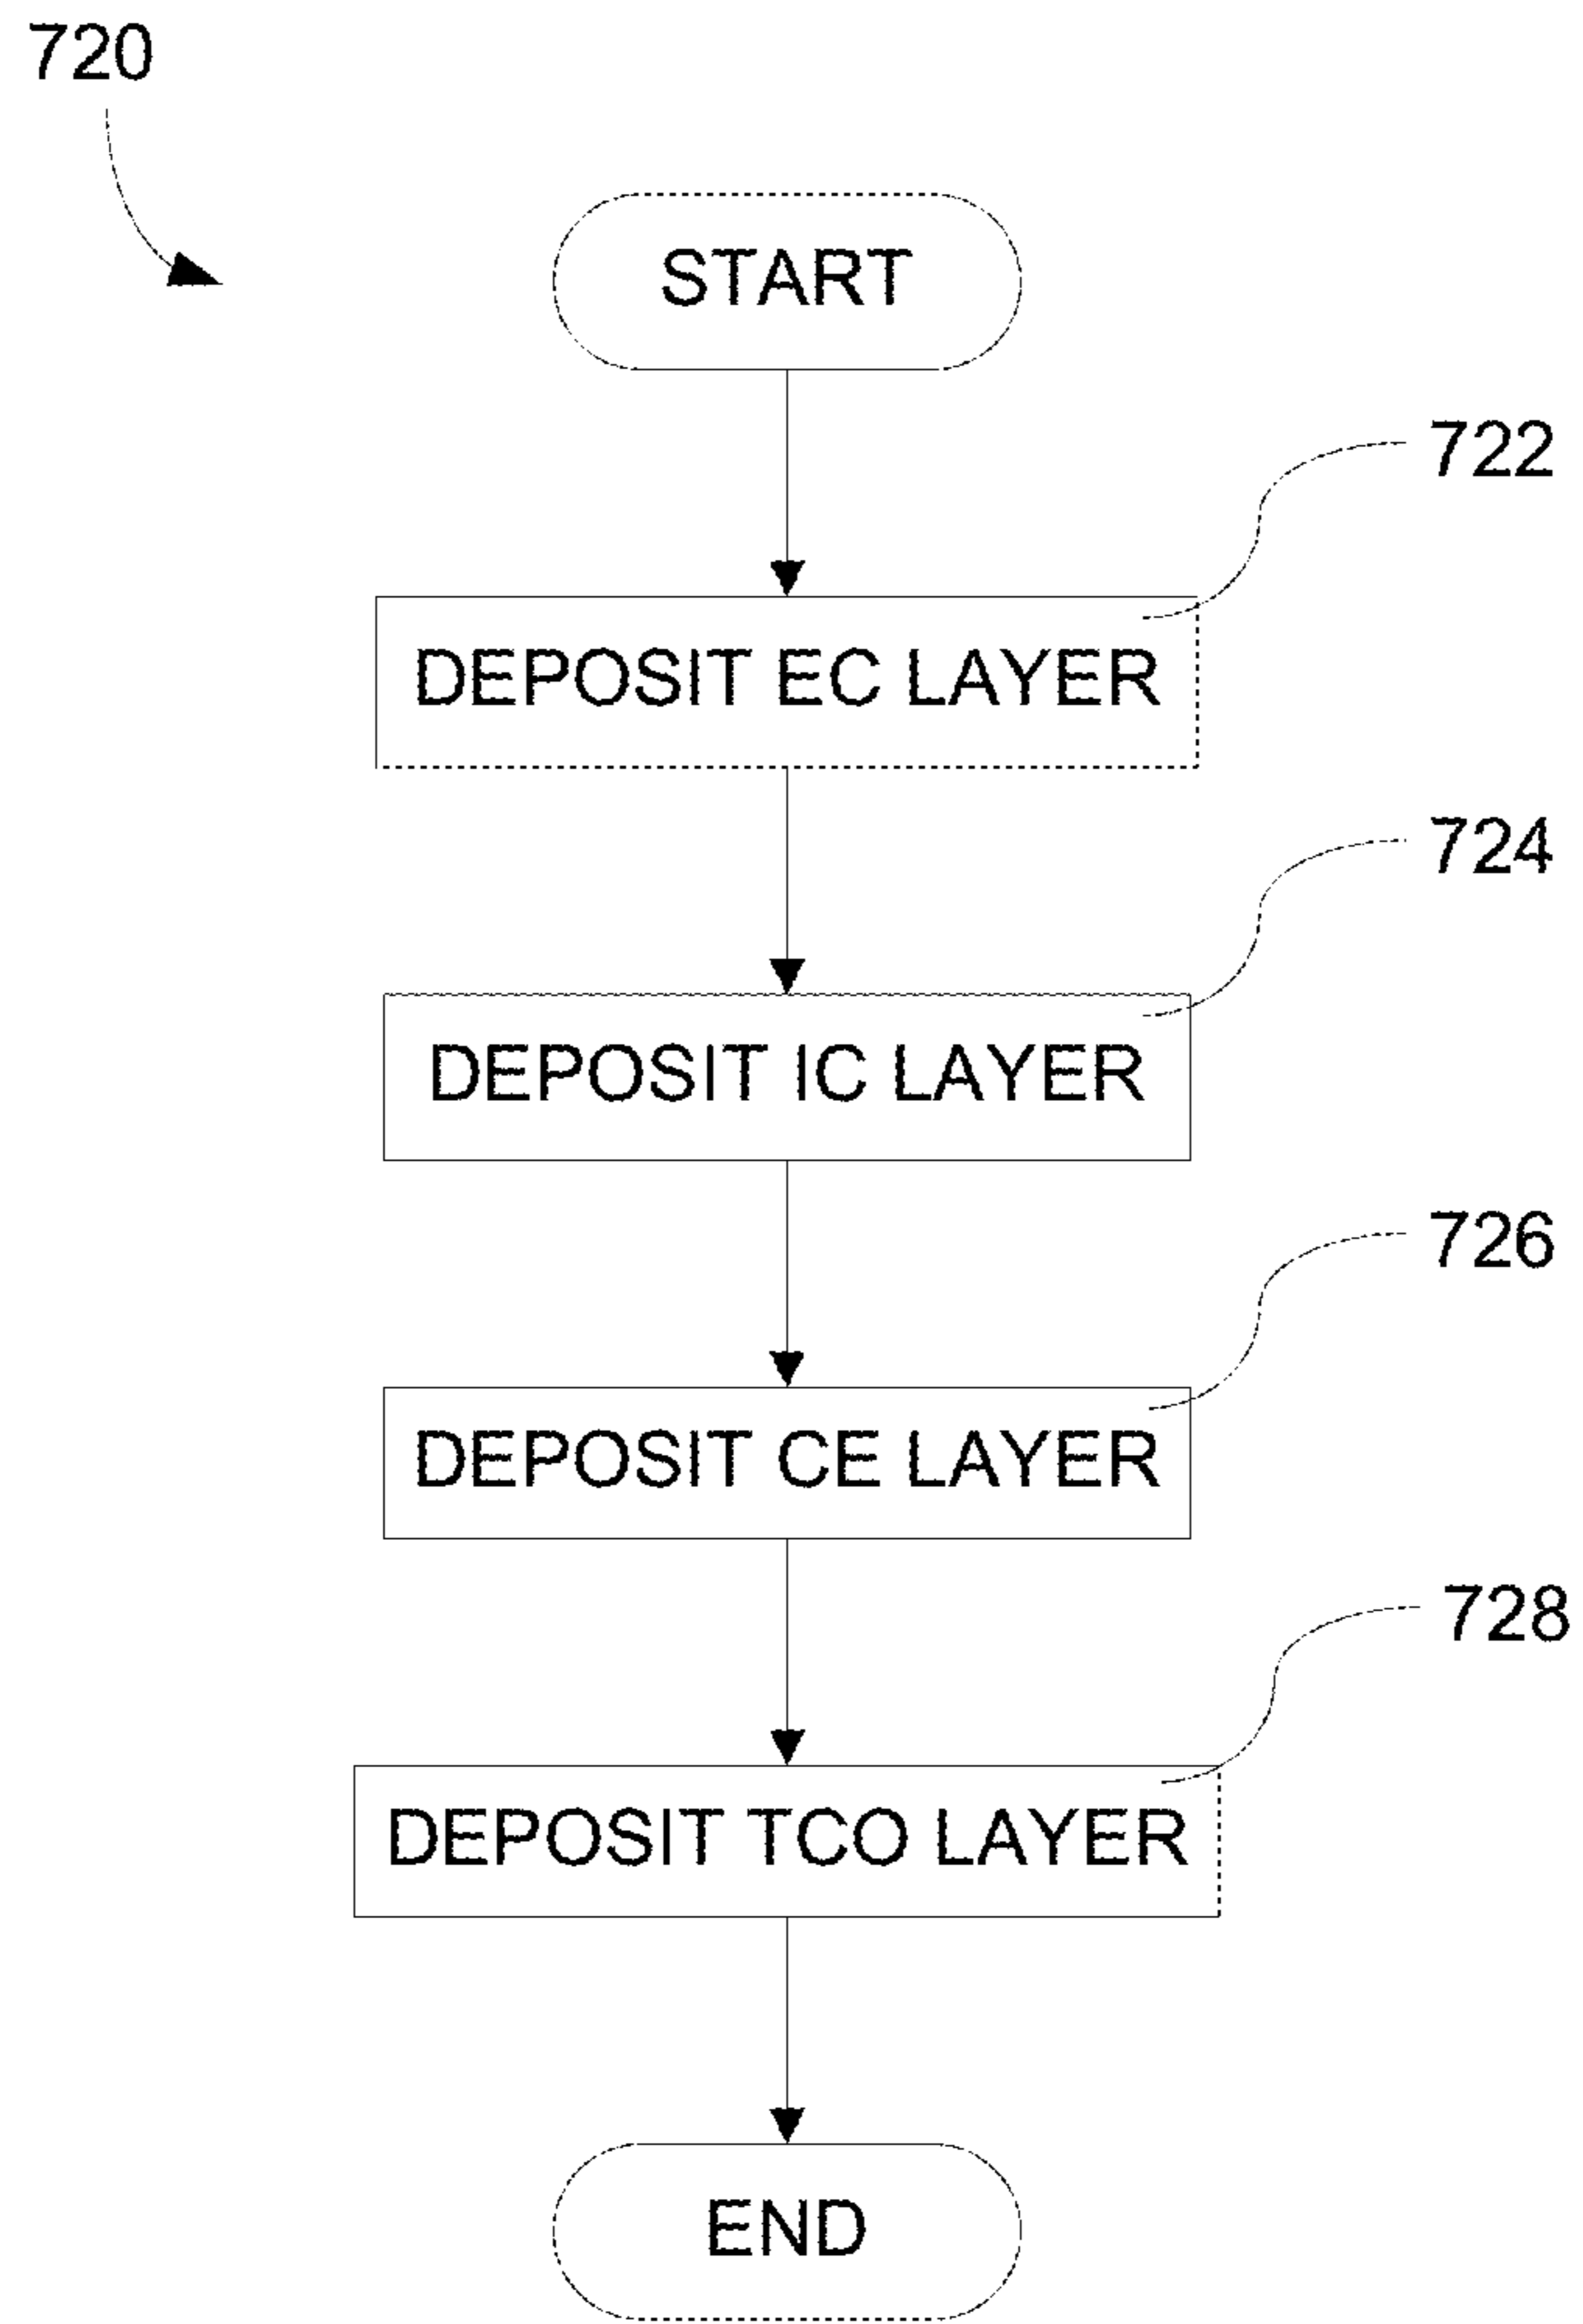 720
START
722
DEPOSIT EC LAYER
724
DEPOSIT IC LAYER
726
DEPOSIT CE LAYER
728
DEPOSIT TCO LAYER
END